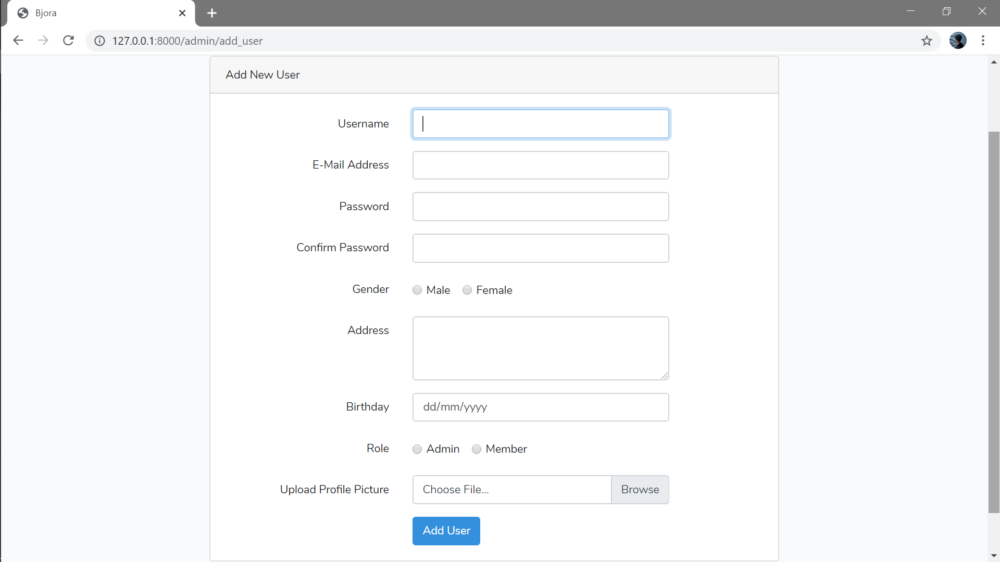 Bjora
127.0.0.1:8000/admin/add_user
Add New User
Username
E-Mail Address
Password
Confirm Password
Gender Male Female
Address
Birthday dd/mm/yyyy
Role Admin Member
Upload Profile Picture Choose File... Browse
Add User